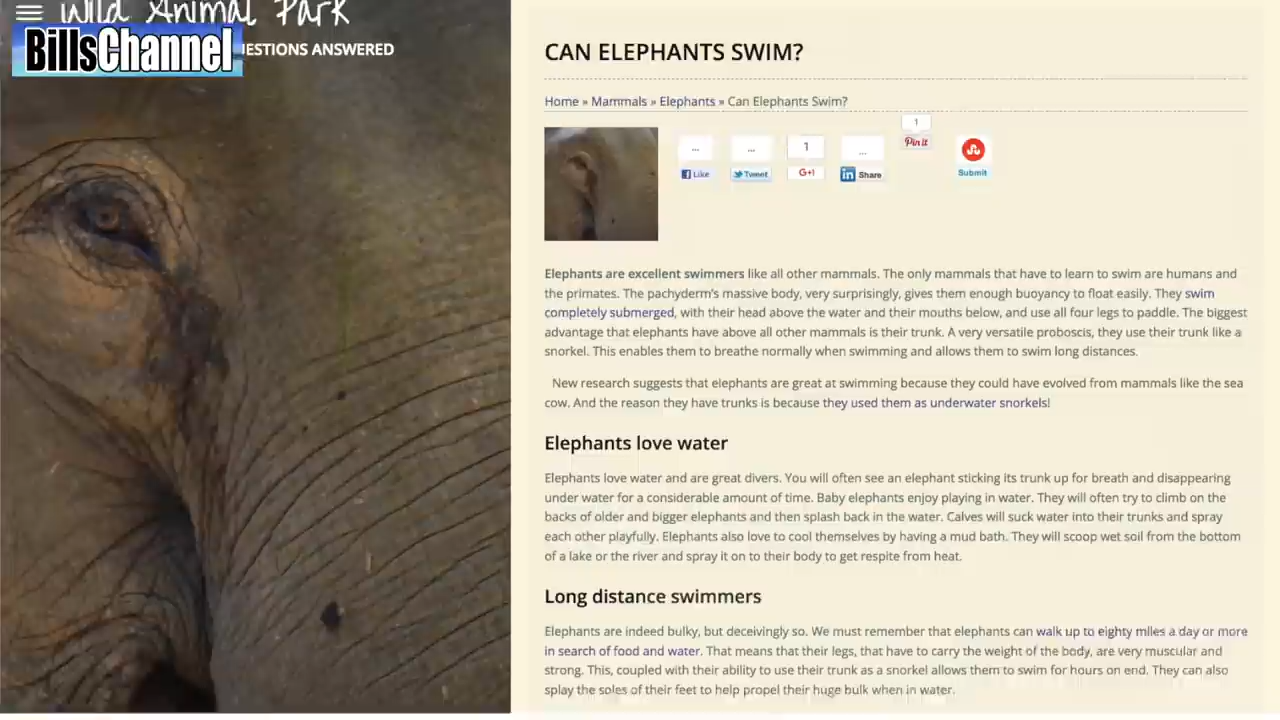 Wild Animal Park
BillsChannel
ESTIONS ANSWERED
CAN ELEPHANTS SWIM?
Home » Mammals » Elephants » Can Elephants Swim?
... ... 1 ... 1
Like Tweet G+1 Share Pin it Submit
Elephants are excellent swimmers like all other mammals. The only mammals that have to learn to swim are humans and
the primates. The pachyderm's massive body, very surprisingly, gives them enough buoyancy to float easily. They swim
completely submerged, with their head above the water and their mouths below, and use all four legs to paddle. The biggest
advantage that elephants have above all other mammals is their trunk. A very versatile proboscis, they use their trunk like a
snorkel. This enables them to breathe normally when swimming and allows them to swim long distances.
New research suggests that elephants are great at swimming because they could have evolved from mammals like the sea
cow. And the reason they have trunks is because they used them as underwater snorkels!
Elephants love water
Elephants love water and are great divers. You will often see an elephant sticking its trunk up for breath and disappearing
under water for a considerable amount of time. Baby elephants enjoy playing in water. They will often try to climb on the
backs of older and bigger elephants and then splash back in the water. Calves will suck water into their trunks and spray
each other playfully. Elephants also love to cool themselves by having a mud bath. They will scoop wet soil from the bottom
of a lake or the river and spray it on to their body to get respite from heat.
Long distance swimmers
Elephants are indeed bulky, but deceivingly so. We must remember that elephants can walk up to eighty miles a day or more
in search of food and water. That means that their legs, that have to carry the weight of the body, are very muscular and
strong. This, coupled with their ability to use their trunk as a snorkel allows them to swim for hours on end. They can also
splay the soles of their feet to help propel their huge bulk when in water.